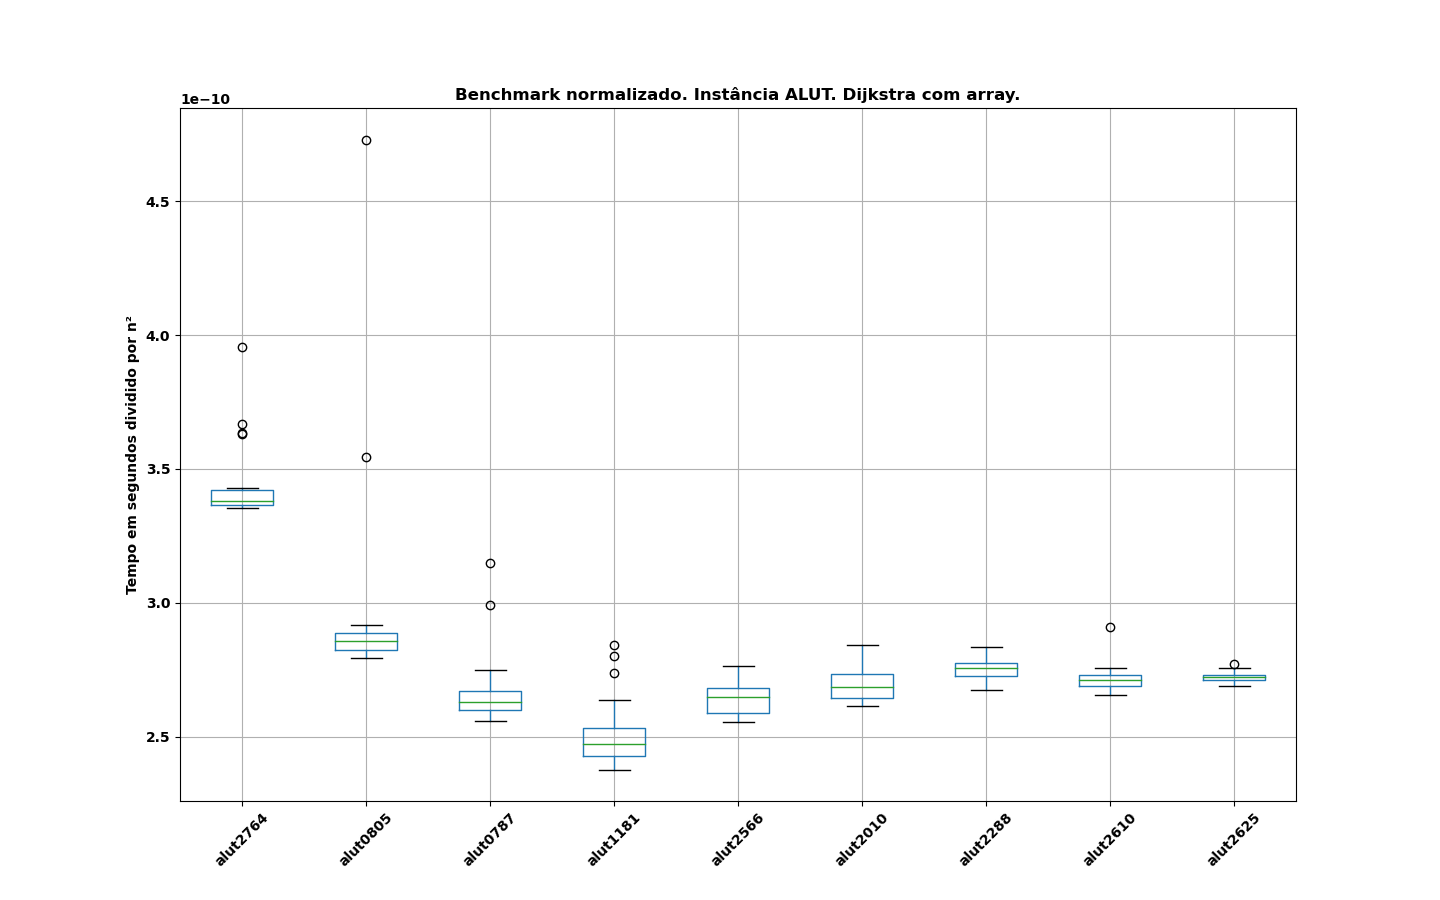 Benchmark normalizado. Instância ALUT. Dijkstra com array.
1e−10
Tempo em segundos dividido por n²
4.5
4.0
3.5
3.0
2.5
alut2764
alut0805
alut0787
alut1181
alut2566
alut2010
alut2288
alut2610
alut2625